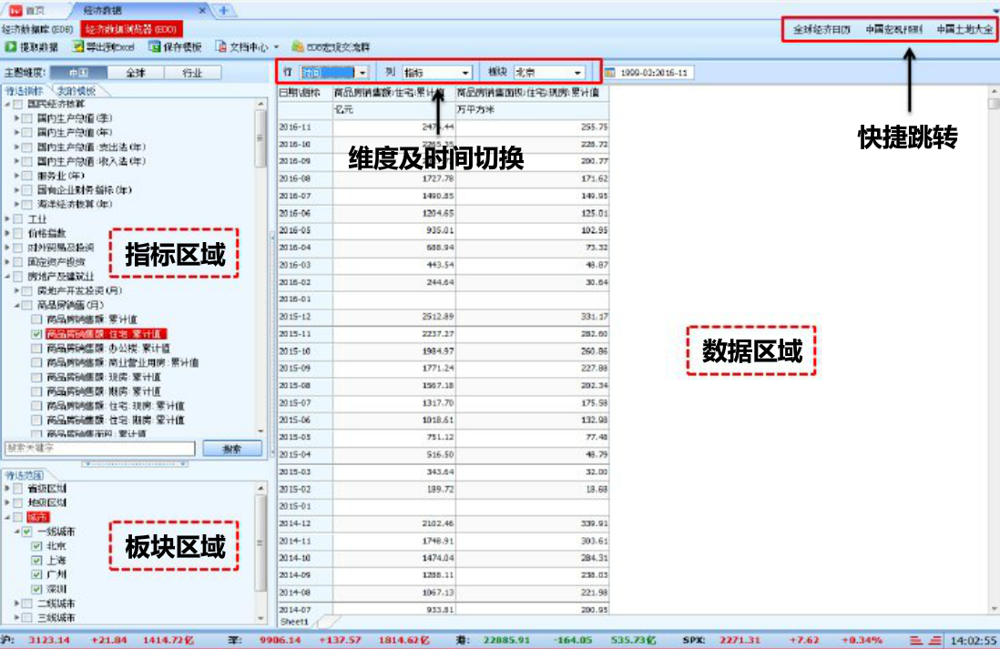 首页 经济数据
经济数据库 (EDB) 经济数据浏览器 (EDD) 全球经济日历 中国宏观预测 中国土地大全
提取数据 导出到Excel 保存模板 文档中心 EDB宏观交流群
主题维度: 中国 全球 行业 行 时间 列 指标 板块 北京 1999-02:2016-11
待选指标 我的模板
国民经济核算
国内生产总值(季)
国内生产总值(年)
国内生产总值:支出法(年)
国内生产总值:收入法(年)
服务业(年)
国有企业财务指标(年)
海洋经济核算(年)
工业
价格指数
对外贸易及投资
固定资产投资
房地产及建筑业
房地产开发投资(月)
商品房销售(月)
商品房销售额:累计值
商品房销售额:住宅:累计值
商品房销售额:办公楼:累计值
商品房销售额:商业营业用房:累计值
商品房销售额:现房:累计值
商品房销售额:期房:累计值
商品房销售额:住宅:现房:累计值
商品房销售额:住宅:期房:累计值
商品房销售面积:累计值
搜索关键字 搜索
待选范围
省级区划
地级区划
城市
一线城市
北京
上海
广州
深圳
二线城市
三线城市
指标区域
板块区域
维度及时间切换
快捷跳转
数据区域
日期\指标 商品房销售额:住宅:累计值 商品房销售面积:住宅:现房:累计值
亿元 万平方米
2016-11 255.75
2016-10 228.72
2016-09 200.77
2016-08 1727.78 171.62
2016-07 1490.85 149.95
2016-06 1204.65 125.01
2016-05 935.01 102.95
2016-04 688.94 73.32
2016-03 443.54 48.87
2016-02 244.64 30.64
2016-01
2015-12 2512.89 331.17
2015-11 2237.27 282.60
2015-10 1984.97 260.86
2015-09 1771.24 227.88
2015-08 1567.18 202.34
2015-07 1317.70 175.58
2015-06 1018.61 132.98
2015-05 751.12 77.48
2015-04 516.50 48.79
2015-03 343.64 32.00
2015-02 189.72 18.68
2015-01
2014-12 2102.46 339.91
2014-11 1748.91 303.61
2014-10 1474.04 284.31
2014-09 1288.11 238.03
2014-08 1067.13 221.98
2014-07 933.81 200.95
Sheet1
沪: 3123.14 +21.84 1414.72亿 深: 9906.14 +137.57 1814.62亿 港: 22885.91 -164.05 535.73亿 SPX: 2271.31 +7.62 +0.34% 14:02:55